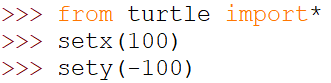 >>> from turtle import*
>>> setx(100)
>>> sety(-100)